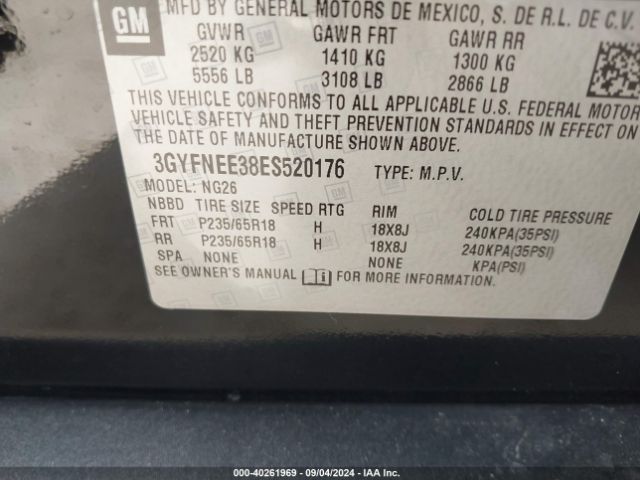 GM
MFD BY GENERAL MOTORS DE MEXICO, S. DE R.L. DE C.V.
GVWR GAWR FRT GAWR RR
2520 KG 1410 KG 1300 KG
5556 LB 3108 LB 2866 LB
THIS VEHICLE CONFORMS TO ALL APPLICABLE U.S. FEDERAL MOTOR
VEHICLE SAFETY AND THEFT PREVENTION STANDARDS IN EFFECT ON
THE DATE OF MANUFACTURE SHOWN ABOVE.
3GYFNEE38ES520176 TYPE: M.P.V.
MODEL: NG26
NBBD TIRE SIZE SPEED RTG RIM COLD TIRE PRESSURE
FRT P235/65R18 H 18X8J 240KPA(35PSI)
RR P235/65R18 H 18X8J 240KPA(35PSI)
SPA NONE NONE KPA(PSI)
SEE OWNER'S MANUAL FOR MORE INFORMATION.
000-40261969 - 09/04/2024 - IAAI.COM